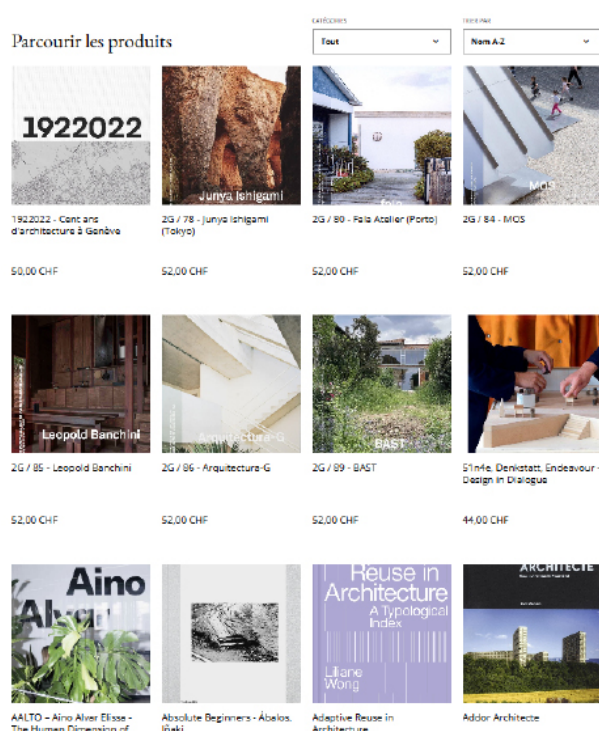 CATÉGORIES
TRIER PAR
Parcourir les produits
Tout
Nom A-Z
1922022
Junya Ishigami
fala
MOS
1922022 - Cent ans
d'architecture à Genève
2G / 78 - Junya Ishigami
(Tokyo)
2G / 80 - Fala Atelier (Porto)
2G / 84 - MOS
50,00 CHF
52,00 CHF
52,00 CHF
52,00 CHF
Leopold Banchini
Arquitectura-G
BAST
2G / 85 - Leopold Banchini
2G / 86 - Arquitectura-G
2G / 89 - BAST
51n4e, Denkstatt, Endeavour -
Design in Dialogue
52,00 CHF
52,00 CHF
52,00 CHF
44,00 CHF
Aino
Alvar
Reuse in
Architecture
A Typological
Index
Liliane
Wong
ARCHITECTE
AALTO – Aino Alvar Elissa -
The Human Dimension of
Absolute Beginners - Ábalos,
Iñaki
Adaptive Reuse in
Architecture
Addor Architecte